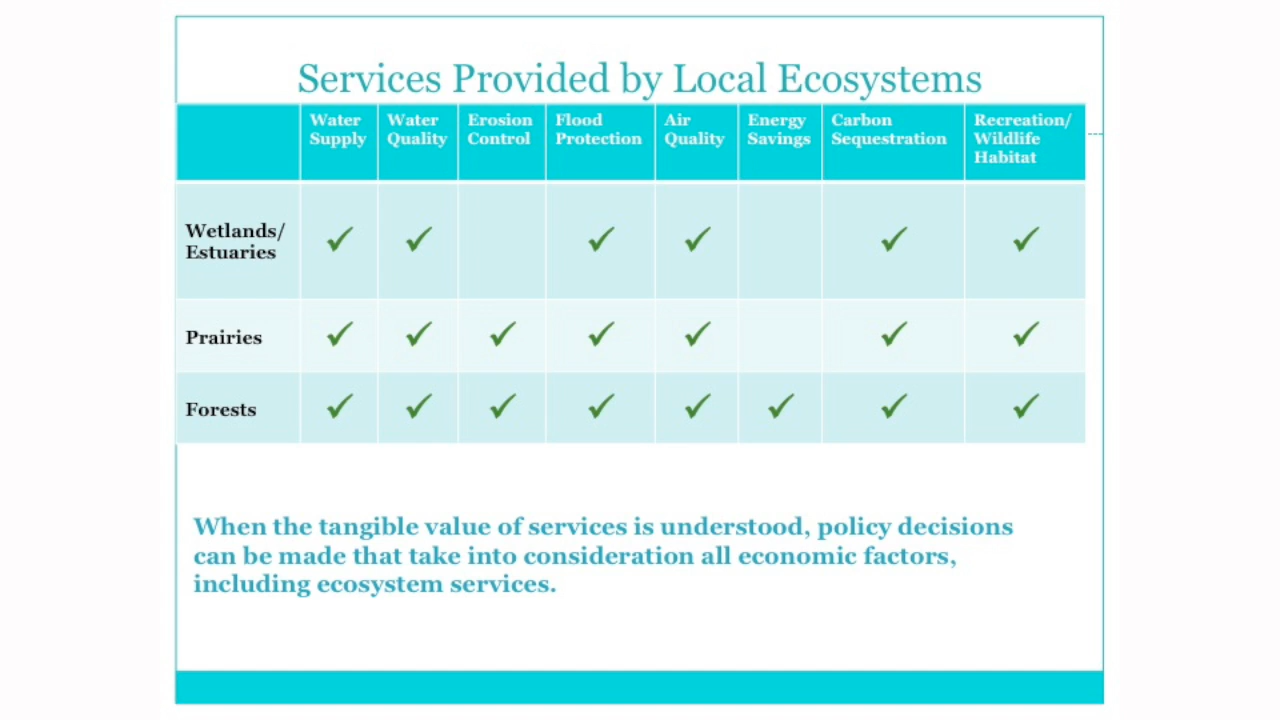 Services Provided by Local Ecosystems
Water Supply
Water Quality
Erosion Control
Flood Protection
Air Quality
Energy Savings
Carbon Sequestration
Recreation/ Wildlife Habitat
Wetlands/ Estuaries ✓ ✓ ✓ ✓ ✓ ✓
Prairies ✓ ✓ ✓ ✓ ✓ ✓ ✓
Forests ✓ ✓ ✓ ✓ ✓ ✓ ✓ ✓
When the tangible value of services is understood, policy decisions
can be made that take into consideration all economic factors,
including ecosystem services.